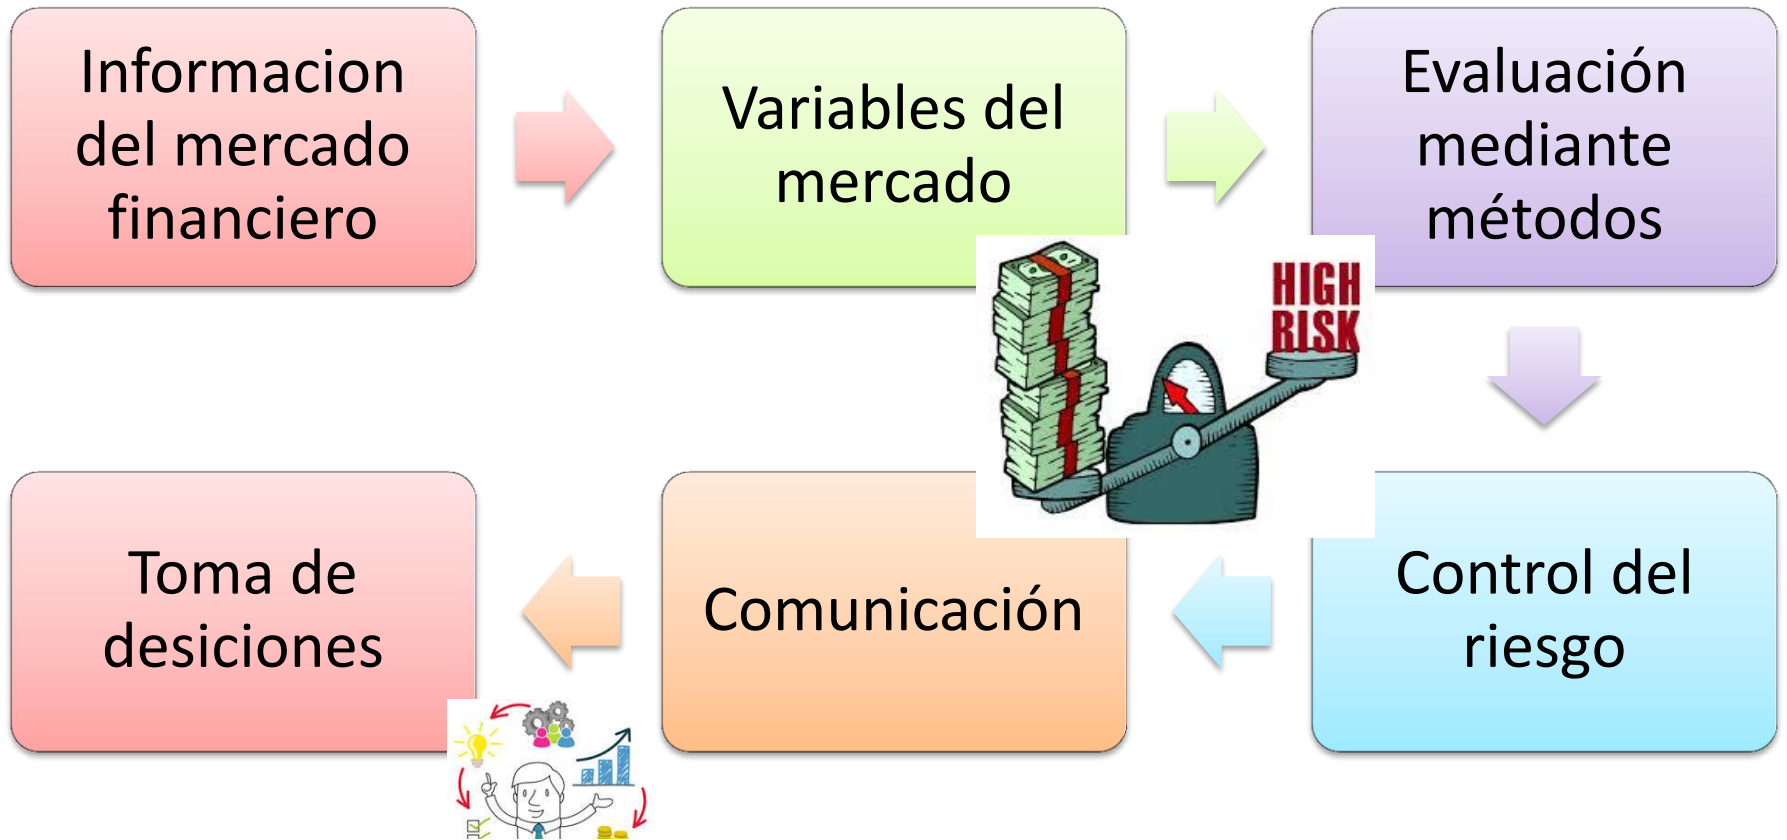 Informacion
del mercado
financiero
Variables del
mercado
Evaluación
mediante
métodos
HIGH
RISK
Control del
riesgo
Comunicación
Toma de
desiciones